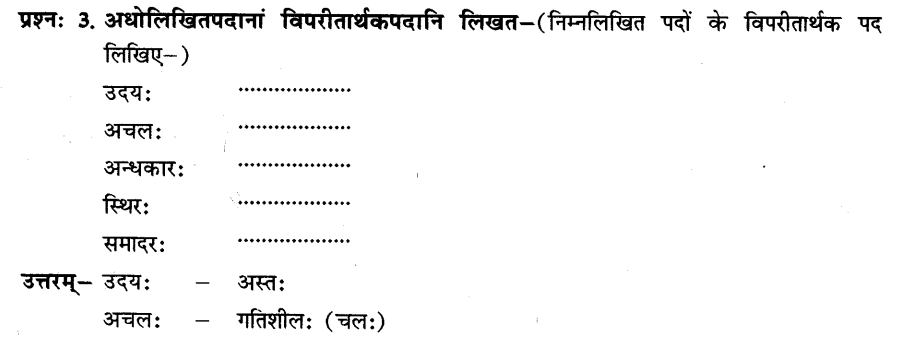 प्रश्न: 3. अधोलिखितपदानां विपरीतार्थकपदानि लिखत–(निम्नलिखित पदों के विपरीतार्थक पद
लिखिए–)
उदय: ....................
अचल: ....................
अन्धकार: ....................
स्थिर: ....................
समादर: ....................
उत्तरम्– उदय: – अस्त:
अचल: – गतिशील: (चल:)